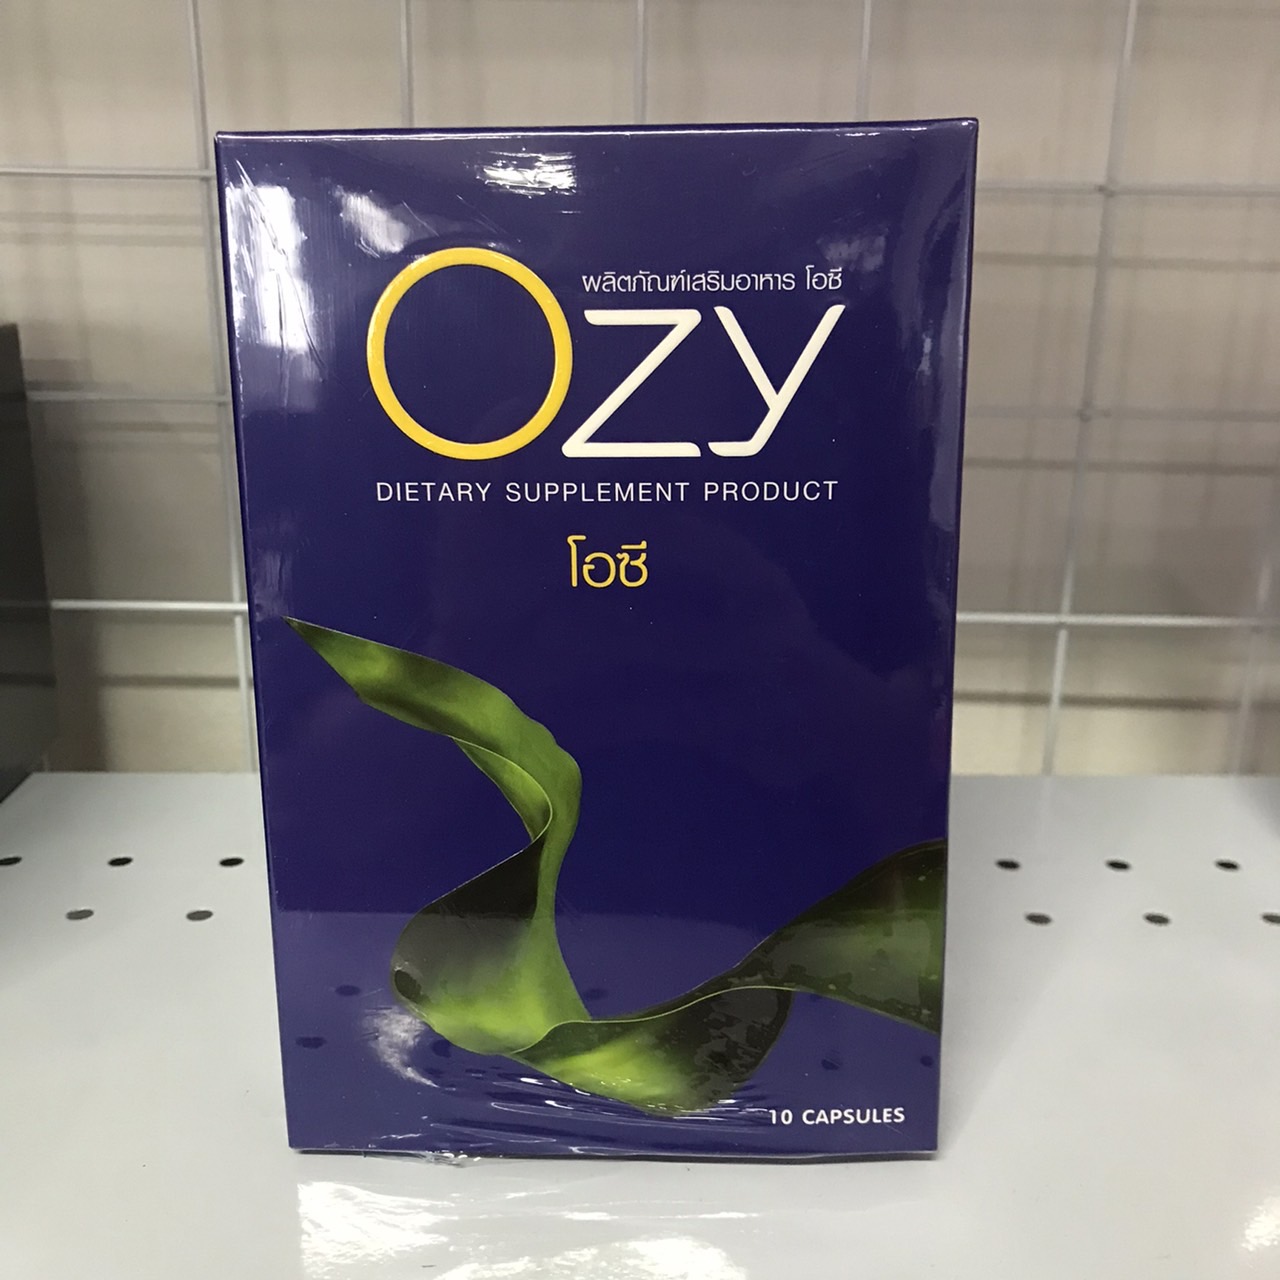 ผลิตภัณฑ์เสริมอาหาร โอซี
Ozy
DIETARY SUPPLEMENT PRODUCT
โอซี
10 CAPSULES